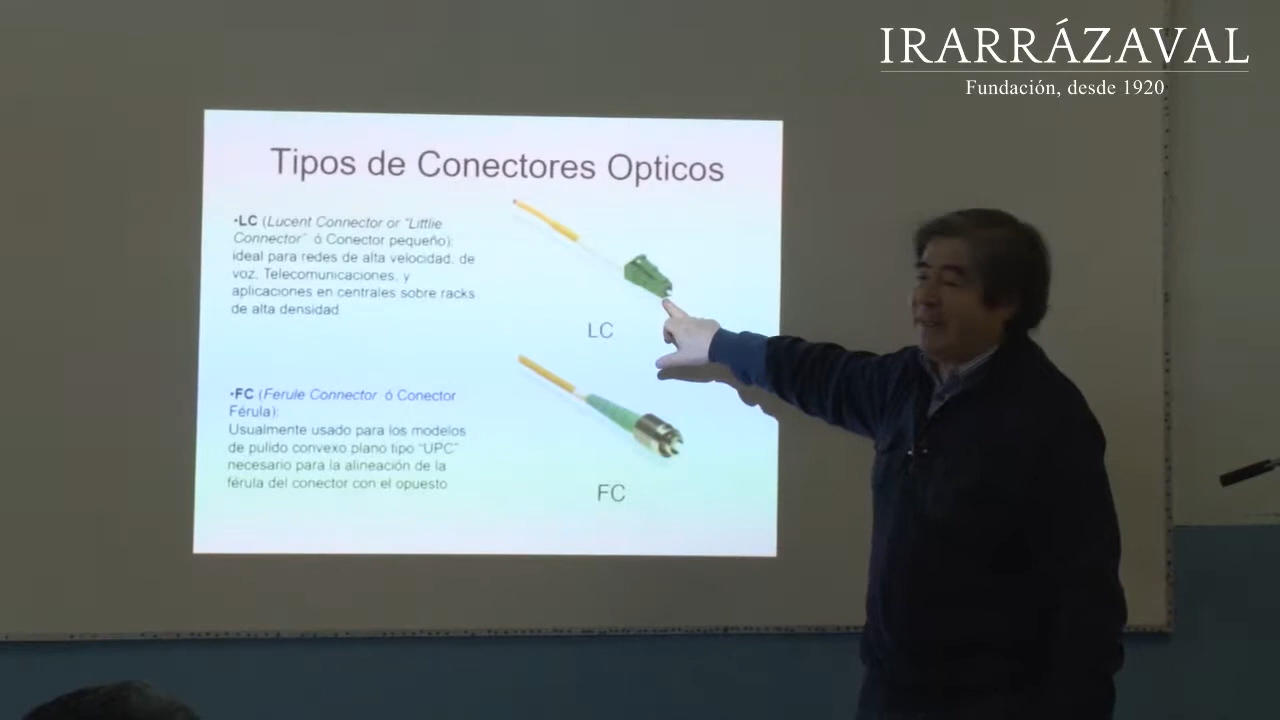 IRARRÁZAVAL
Fundación, desde 1920
Tipos de Conectores Opticos
•LC (Lucent Connector or "Littlie
Connector" ó Conector pequeño):
ideal para redes de alta velocidad, de
voz, Telecomunicaciones, y
aplicaciones en centrales sobre racks
de alta densidad
LC
•FC (Ferule Connector ó Conector
Férula):
Usualmente usado para los modelos
de pulido convexo plano tipo "UPC"
necesario para la alineación de la
férula del conector con el opuesto
FC